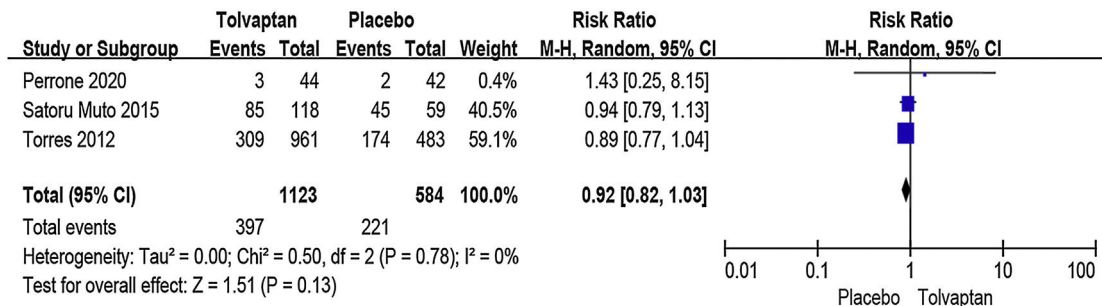 Tolvaptan Placebo Risk Ratio Risk Ratio
Study or Subgroup Events Total Events Total Weight M-H, Random, 95% CI M-H, Random, 95% CI
Perrone 2020 3 44 2 42 0.4% 1.43 [0.25, 8.15]
Satoru Muto 2015 85 118 45 59 40.5% 0.94 [0.79, 1.13]
Torres 2012 309 961 174 483 59.1% 0.89 [0.77, 1.04]
Total (95% CI) 1123 584 100.0% 0.92 [0.82, 1.03]
Total events 397 221
Heterogeneity: Tau² = 0.00; Chi² = 0.50, df = 2 (P = 0.78); I² = 0%
Test for overall effect: Z = 1.51 (P = 0.13)
0.01 0.1 1 10 100
Placebo Tolvaptan